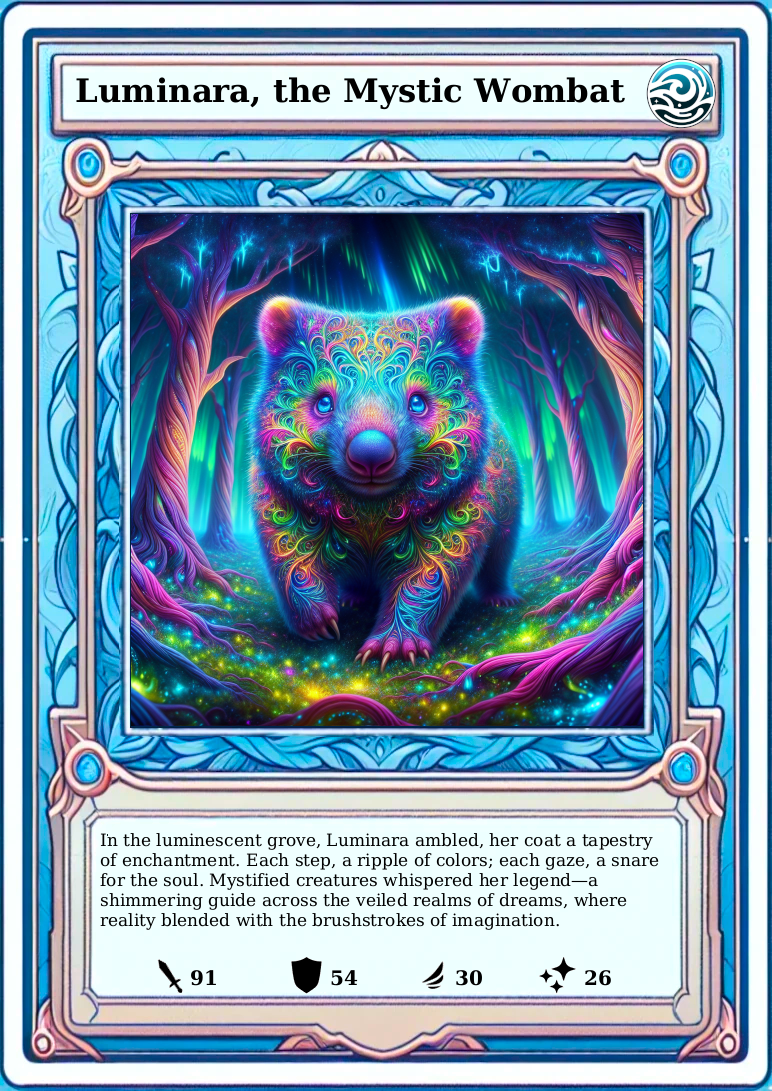 Luminara, the Mystic Wombat
In the luminescent grove, Luminara ambled, her coat a tapestry
of enchantment. Each step, a ripple of colors; each gaze, a snare
for the soul. Mystified creatures whispered her legend—a
shimmering guide across the veiled realms of dreams, where
reality blended with the brushstrokes of imagination.
91 54 30 26